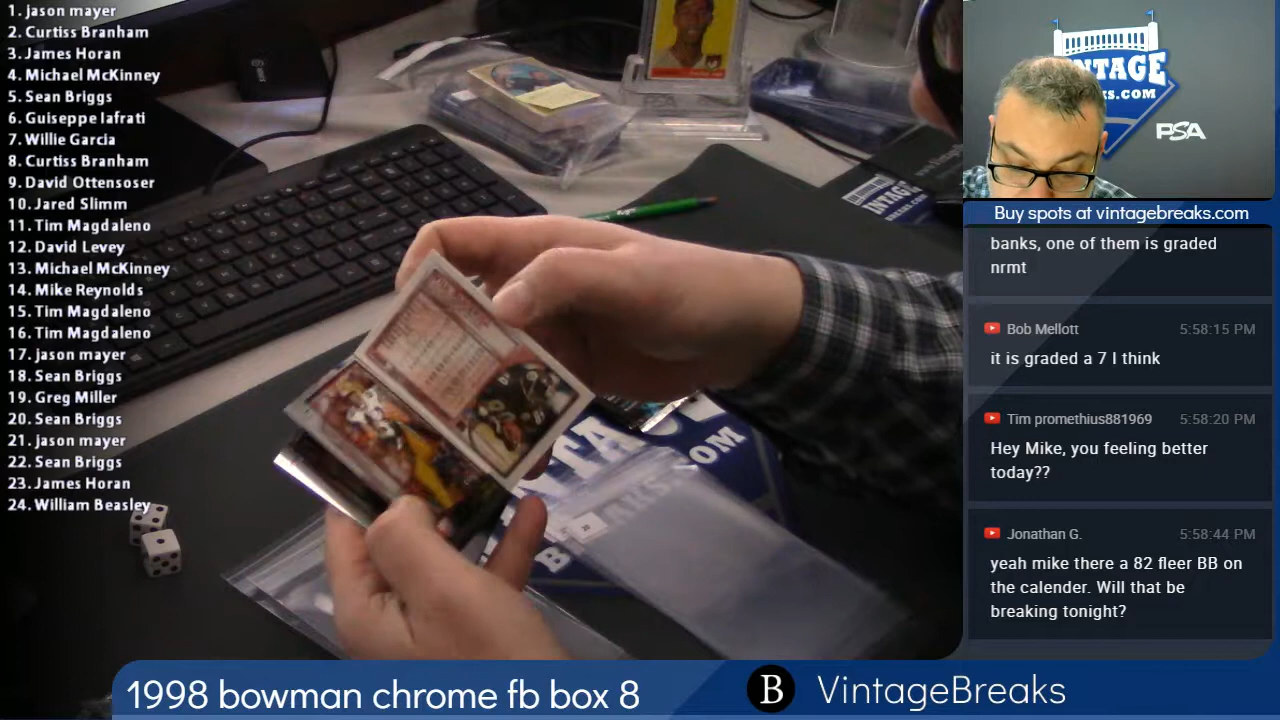 1. jason mayer
2. Curtiss Branham
3. James Horan
4. Michael McKinney
5. Sean Briggs
6. Guiseppe Iafrati
7. Willie Garcia
8. Curtiss Branham
9. David Ottensoser
10. Jared Slimm
11. Tim Magdaleno
12. David Levey
13. Michael McKinney
14. Mike Reynolds
15. Tim Magdaleno
16. Tim Magdaleno
17. jason mayer
18. Sean Briggs
19. Greg Miller
20. Sean Briggs
21. jason mayer
22. Sean Briggs
23. James Horan
24. William Beasley
NTAGE
KS.COM
PSA
Buy spots at vintagebreaks.com
banks, one of them is graded
nrmt
Bob Mellott 5:58:15 PM
it is graded a 7 I think
Tim promethius881969 5:58:20 PM
Hey Mike, you feeling better
today??
Jonathan G. 5:58:44 PM
yeah mike there a 82 fleer BB on
the calender. Will that be
breaking tonight?
1998 bowman chrome fb box 8
B VintageBreaks